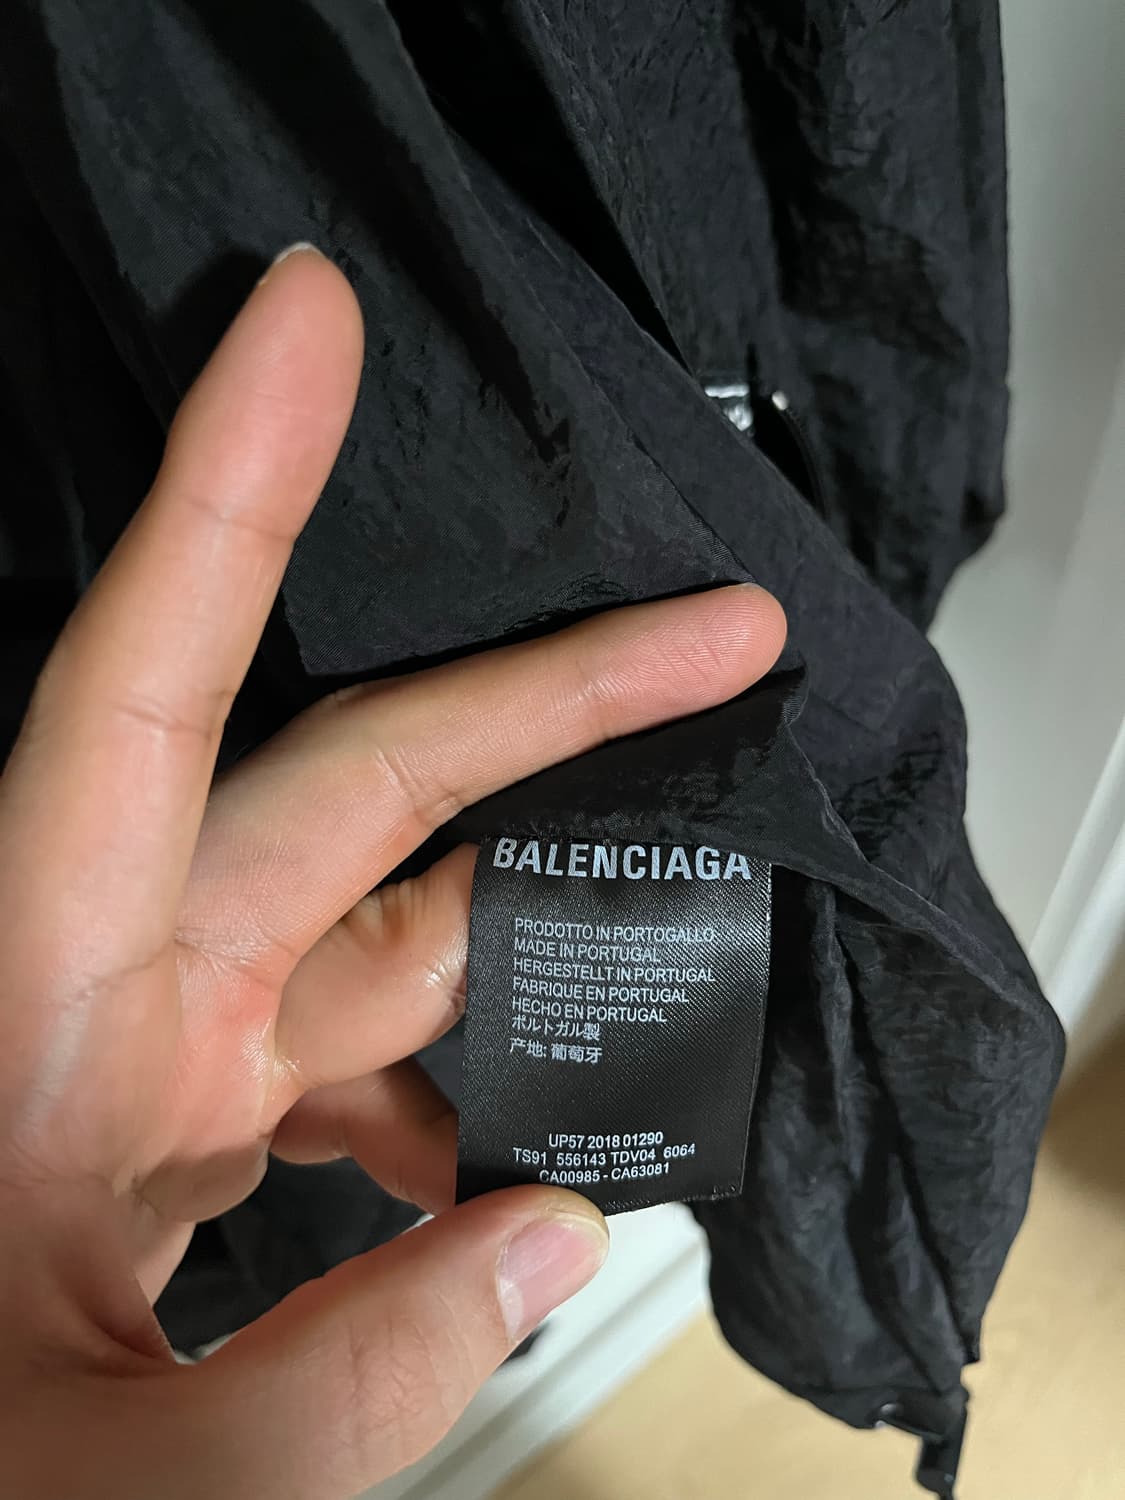 BALENCIAGA
PRODOTTO IN PORTOGALLO
MADE IN PORTUGAL
HERGESTELLT IN PORTUGAL
FABRIQUE EN PORTUGAL
HECHO EN PORTUGAL
ポルトガル製
产地: 葡萄牙
UP57 2018 01290
TS91 556143 TDV04 6064
CA00985 - CA63081